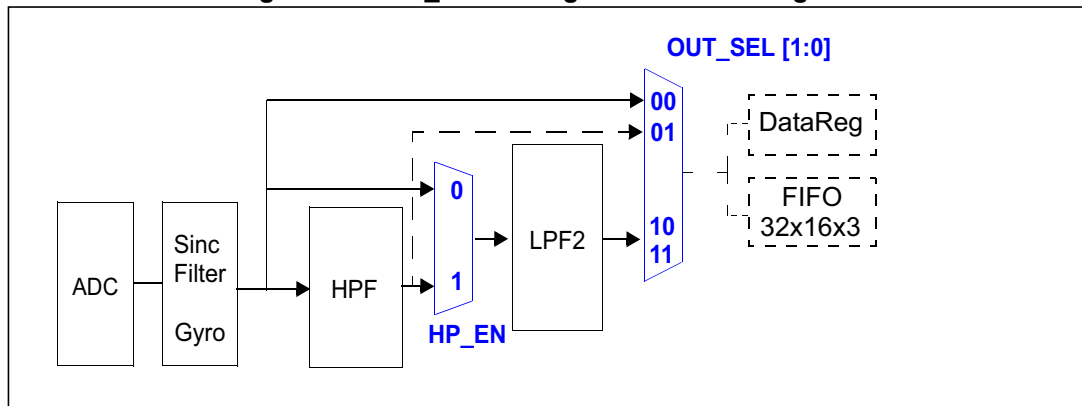 OUT_SEL [1:0]
00
01
DataReg
0
FIFO
32x16x3
Sinc
Filter
Gyro
ADC
HPF
LPF2
10
11
1
HP_EN